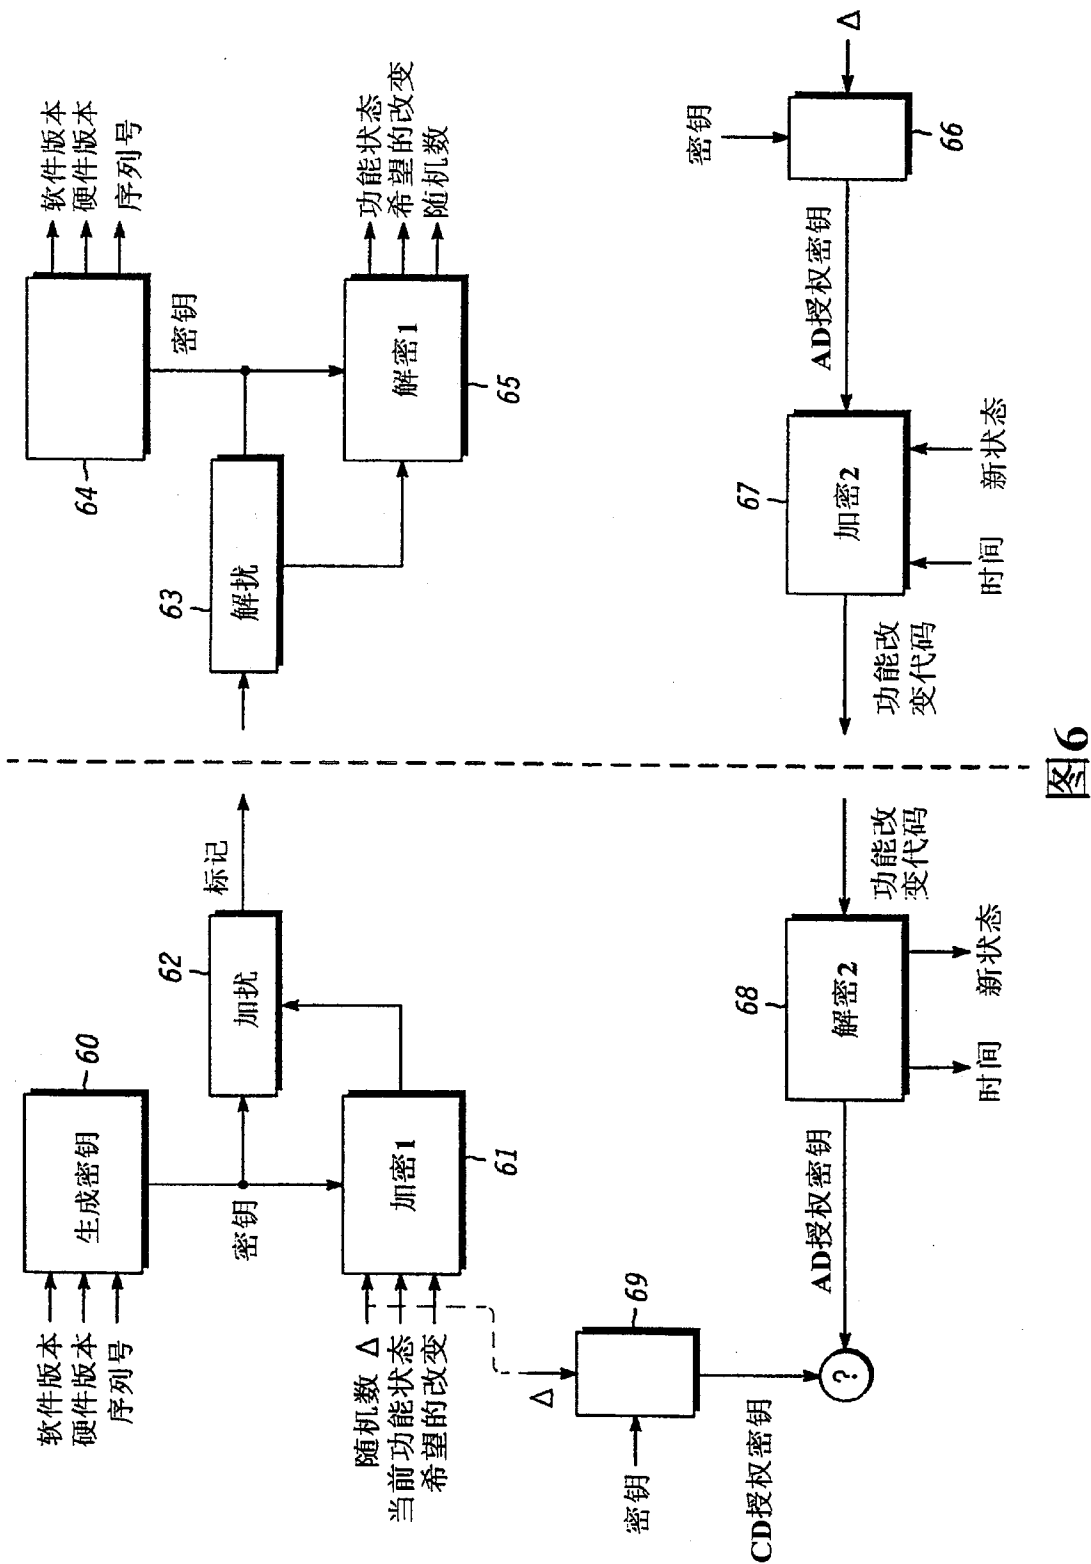 软件版本
硬件版本
序列号
生成密钥
60
密钥
随机数 Δ
当前功能状态
希望的改变
加密1
61
加扰
62
标记
解扰
63
64
软件版本
硬件版本
序列号
密钥
解密1
65
功能状态
希望的改变
随机数
Δ
密钥
69
CD授权密钥
?
AD授权密钥
解密2
68
时间
新状态
功能改
变代码
功能改
变代码
加密2
67
时间
新状态
AD授权密钥
密钥
66
Δ
图6